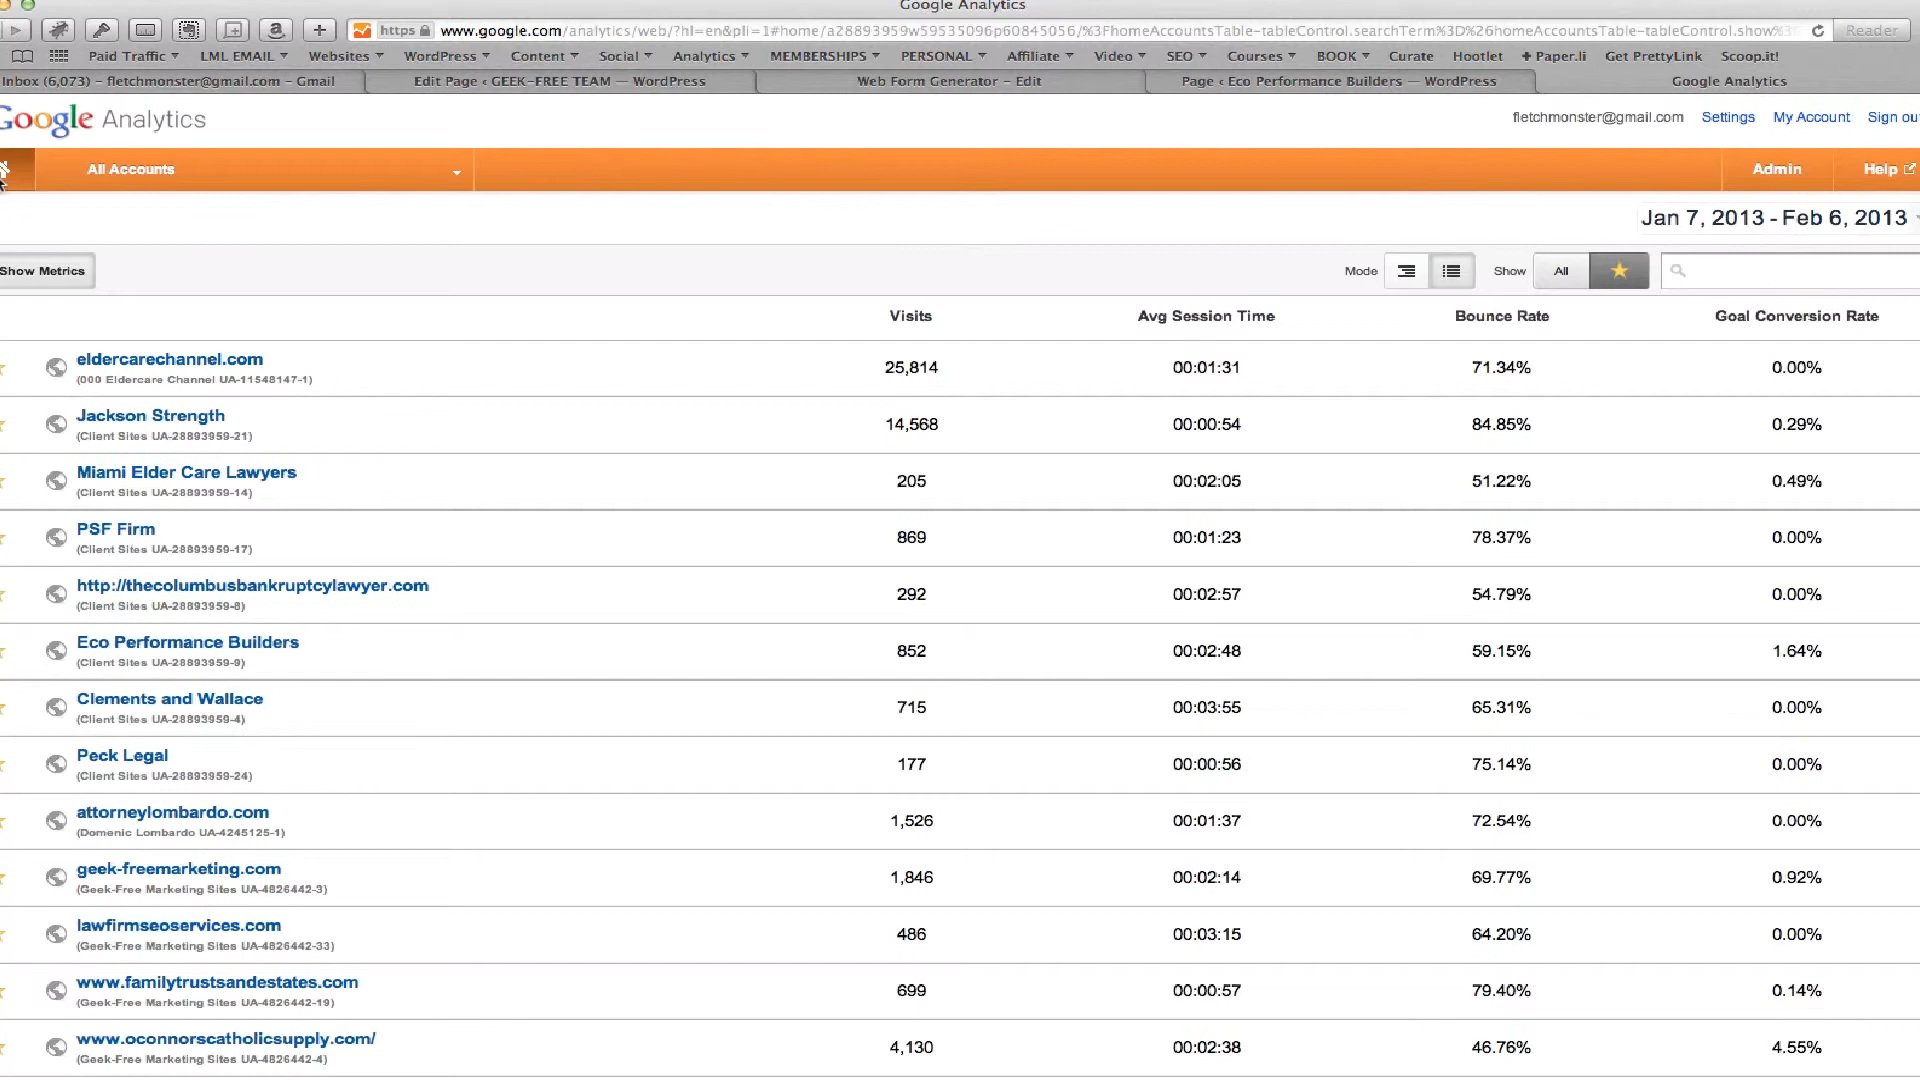 Google Analytics
https www.google.com/analytics/web/?hl=en&pli=1#home/a28893959w59535096p60845056/%3FhomeAccountsTable-tableControl.searchTerm%3D%26homeAccountsTable-tableControl.show% Reader
Paid Traffic LML EMAIL Websites WordPress Content Social Analytics MEMBERSHIPS PERSONAL Affiliate Video SEO Courses BOOK Curate Hootlet + Paper.li Get PrettyLink Scoop.it!
Inbox (6,073) – fletchmonster@gmail.com – Gmail Edit Page ‹ GEEK-FREE TEAM — WordPress Web Form Generator – Edit Page ‹ Eco Performance Builders — WordPress Google Analytics
Google Analytics fletchmonster@gmail.com Settings My Account Sign ou
All Accounts Admin Help
Jan 7, 2013 - Feb 6, 2013
Show Metrics Mode Show All
Visits Avg Session Time Bounce Rate Goal Conversion Rate
eldercarechannel.com 25,814 00:01:31 71.34% 0.00%
(000 Eldercare Channel UA-11548147-1)
Jackson Strength 14,568 00:00:54 84.85% 0.29%
(Client Sites UA-28893959-21)
Miami Elder Care Lawyers 205 00:02:05 51.22% 0.49%
(Client Sites UA-28893959-14)
PSF Firm 869 00:01:23 78.37% 0.00%
(Client Sites UA-28893959-17)
http://thecolumbusbankruptcylawyer.com 292 00:02:57 54.79% 0.00%
(Client Sites UA-28893959-8)
Eco Performance Builders 852 00:02:48 59.15% 1.64%
(Client Sites UA-28893959-9)
Clements and Wallace 715 00:03:55 65.31% 0.00%
(Client Sites UA-28893959-4)
Peck Legal 177 00:00:56 75.14% 0.00%
(Client Sites UA-28893959-24)
attorneylombardo.com 1,526 00:01:37 72.54% 0.00%
(Domenic Lombardo UA-4245125-1)
geek-freemarketing.com 1,846 00:02:14 69.77% 0.92%
(Geek-Free Marketing Sites UA-4826442-3)
lawfirmseoservices.com 486 00:03:15 64.20% 0.00%
(Geek-Free Marketing Sites UA-4826442-33)
www.familytrustsandestates.com 699 00:00:57 79.40% 0.14%
(Geek-Free Marketing Sites UA-4826442-19)
www.oconnorscatholicsupply.com/ 4,130 00:02:38 46.76% 4.55%
(Geek-Free Marketing Sites UA-4826442-4)